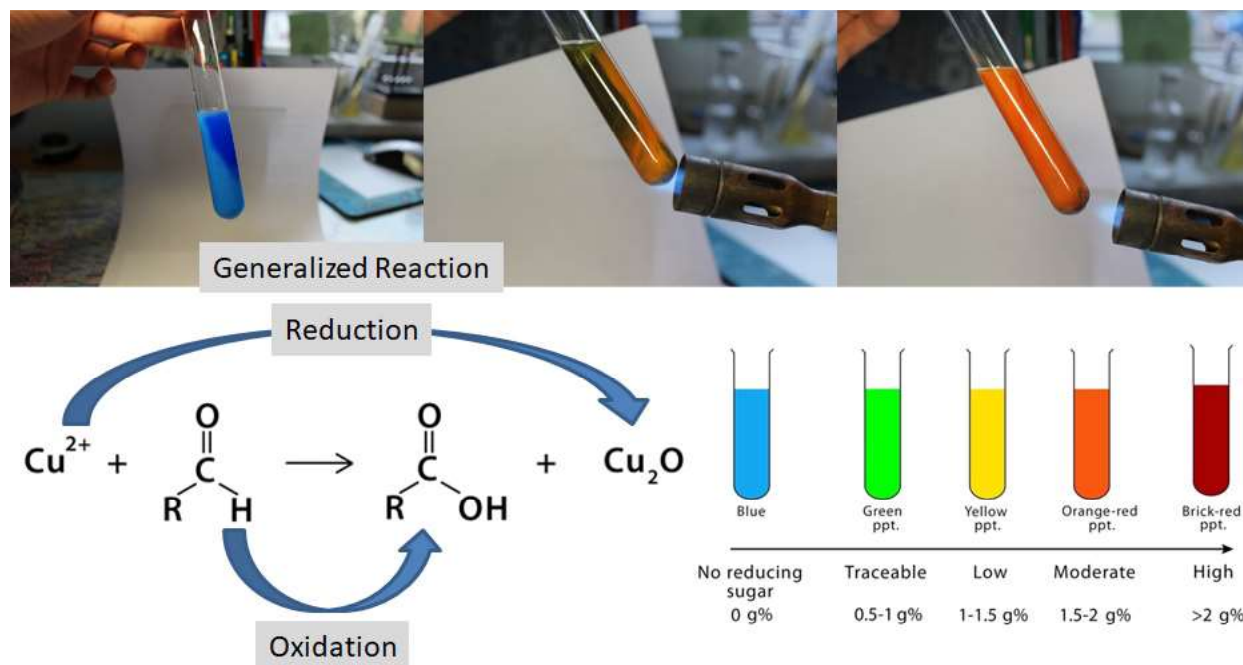 Generalized Reaction
Reduction
Cu2+ + O
C
R H
→
O
C
R OH
+ Cu2O
Oxidation
Blue
Green
ppt.
Yellow
ppt.
Orange-red
ppt.
Brick-red
ppt.
No reducing
sugar
0 g%
Traceable
0.5-1 g%
Low
1-1.5 g%
Moderate
1.5-2 g%
High
>2 g%